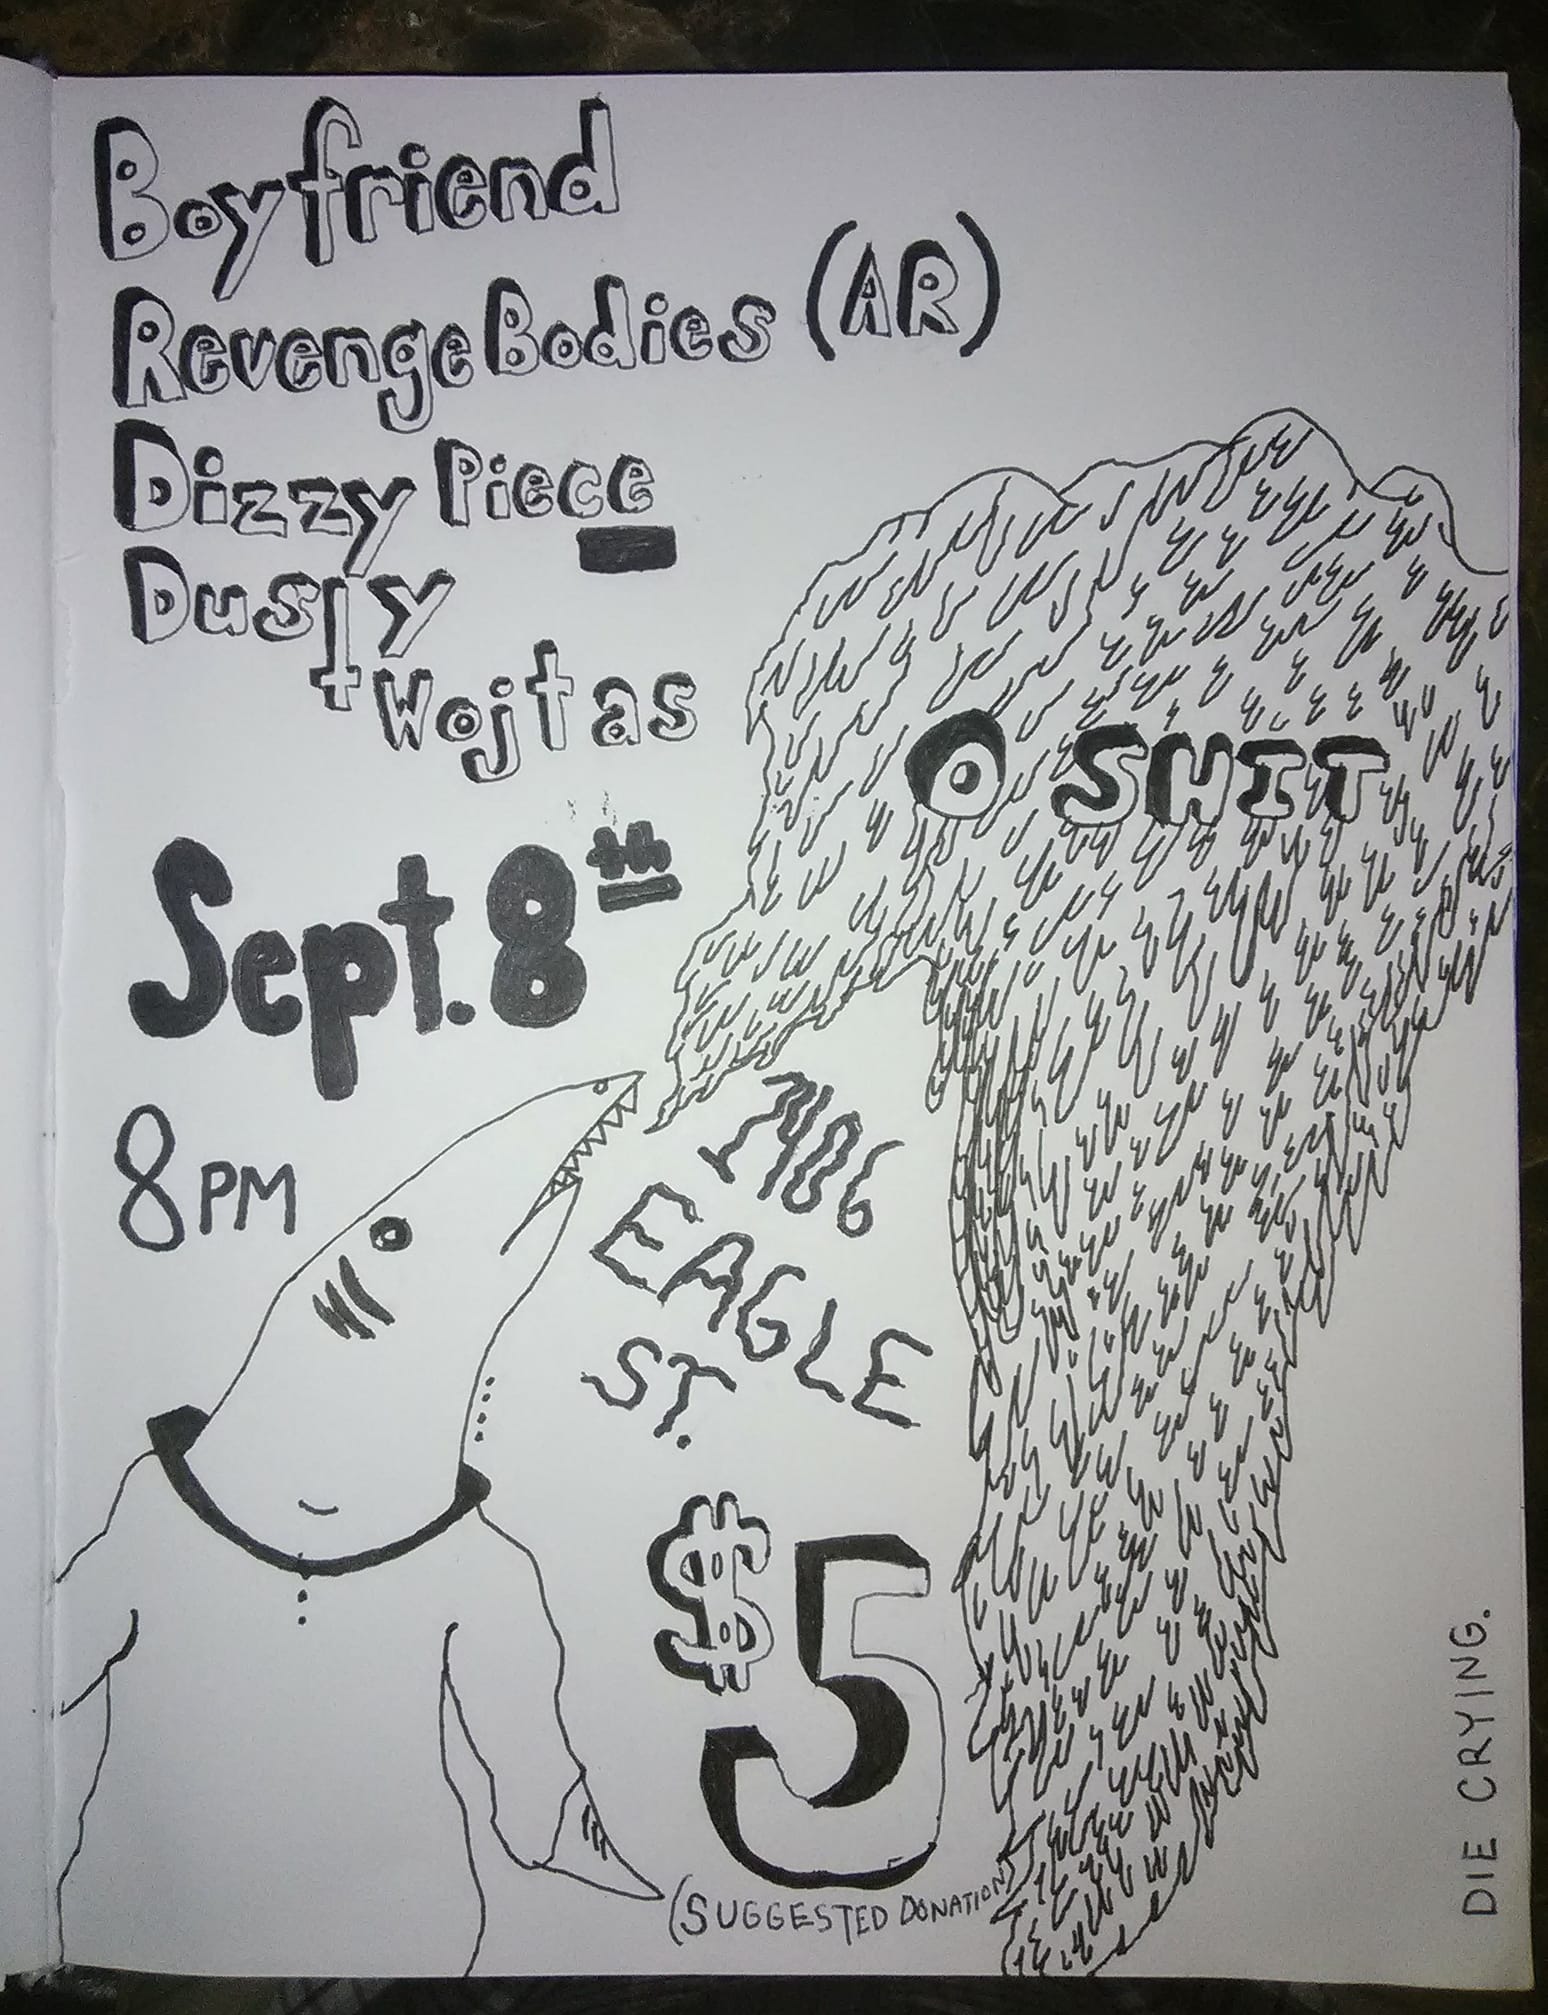 Boyfriend
Revenge Bodies (AR)
Dizzy Piece
Dusty
+ Wojtas
O SHIT
Sept. 8th
8 PM
1406
EAGLE
ST.
$5
(SUGGESTED DONATION)
DIE CRYING.